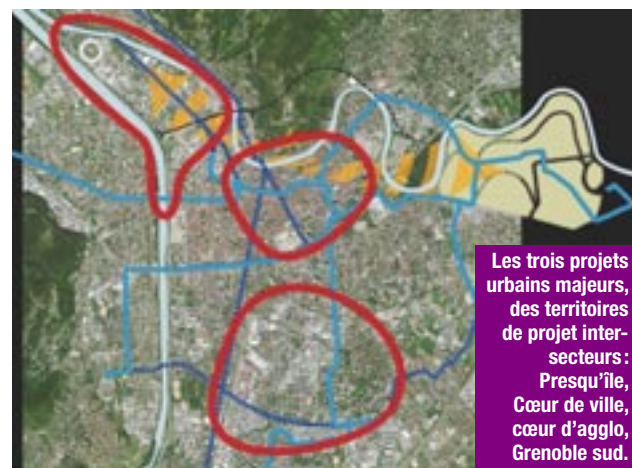 Les trois projets
urbains majeurs,
des territoires
de projet inter-
secteurs :
Presqu’île,
Cœur de ville,
cœur d’agglo,
Grenoble sud.